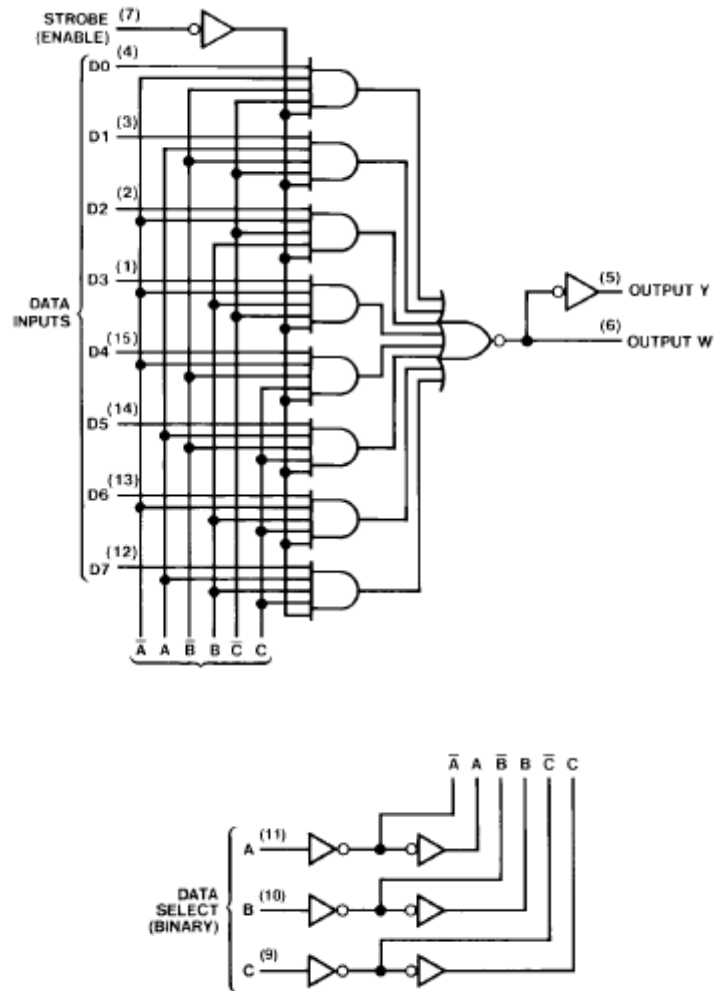 STROBE (7)
(ENABLE)
(4)
D0
(3)
D1
(2)
D2
(1)
D3
DATA
INPUTS
(15)
D4
(14)
D5
(13)
D6
(12)
D7
(5)
OUTPUT Y
(6)
OUTPUT W
A̅ A B̅ B C̅ C
A̅ A B̅ B C̅ C
DATA
SELECT
(BINARY)
A (11)
B (10)
C (9)